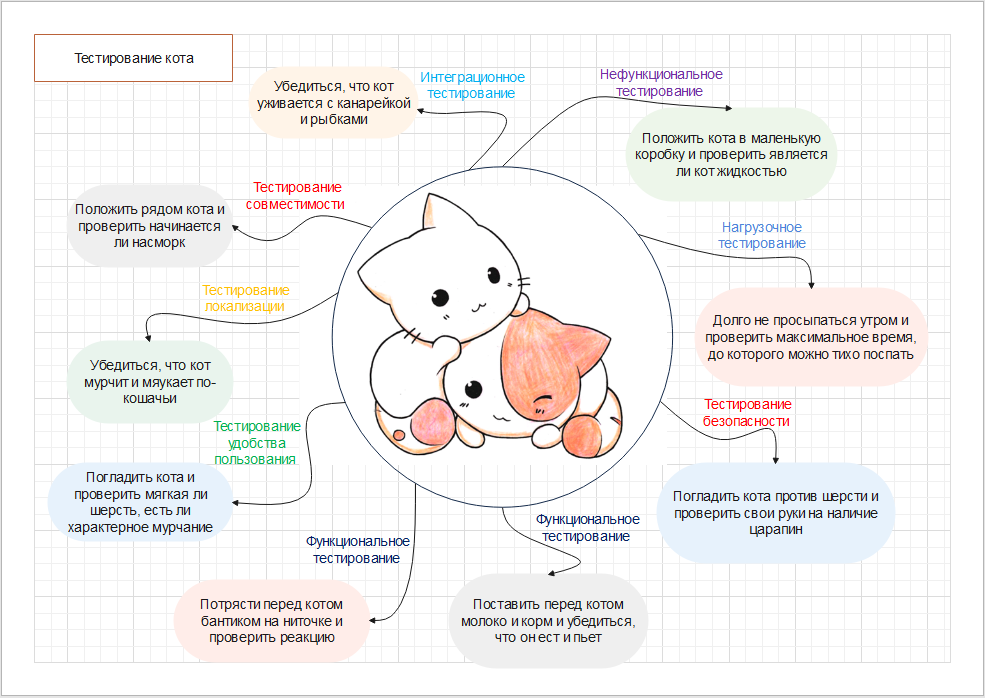 Тестирование кота
Интеграционное
тестирование
Убедиться, что кот
уживается с канарейкой
и рыбками
Нефункциональное
тестирование
Положить кота в маленькую
коробку и проверить является
ли кот жидкостью
Тестирование
совместимости
Положить рядом кота и
проверить начинается
ли насморк
Нагрузочное
тестирование
Долго не просыпаться утром и
проверить максимальное время,
до которого можно тихо поспать
Тестирование
локализации
Убедиться, что кот
мурчит и мяукает по-
кошачьи
Тестирование
безопасности
Погладить кота против шерсти и
проверить свои руки на наличие
царапин
Тестирование
удобства
пользования
Погладить кота и
проверить мягкая ли
шерсть, есть ли
характерное мурчание
Функциональное
тестирование
Потрясти перед котом
бантиком на ниточке и
проверить реакцию
Функциональное
тестирование
Поставить перед котом
молоко и корм и убедиться,
что он ест и пьет